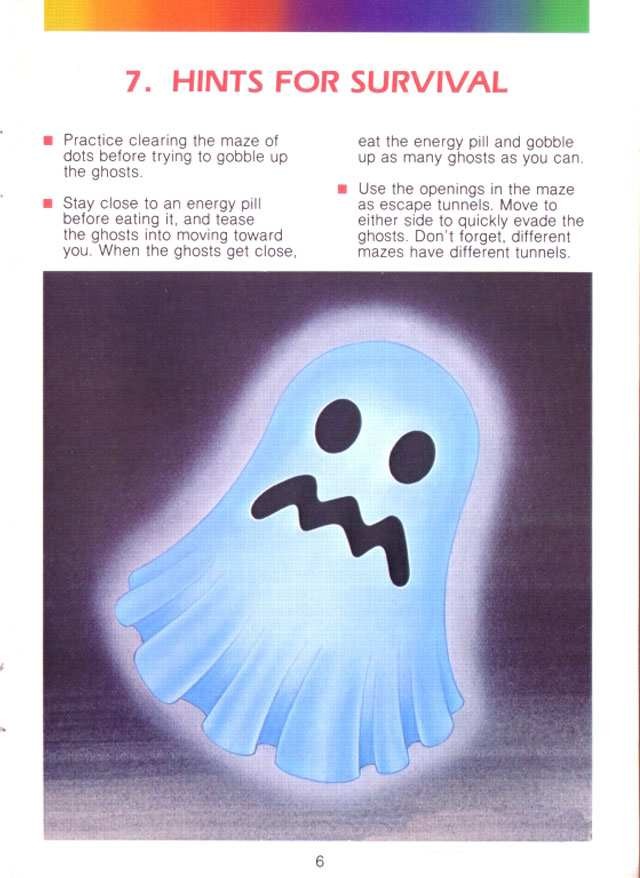 7. HINTS FOR SURVIVAL
■ Practice clearing the maze of
dots before trying to gobble up
the ghosts.
■ Stay close to an energy pill
before eating it, and tease
the ghosts into moving toward
you. When the ghosts get close,
eat the energy pill and gobble
up as many ghosts as you can.
■ Use the openings in the maze
as escape tunnels. Move to
either side to quickly evade the
ghosts. Don't forget, different
mazes have different tunnels.
6